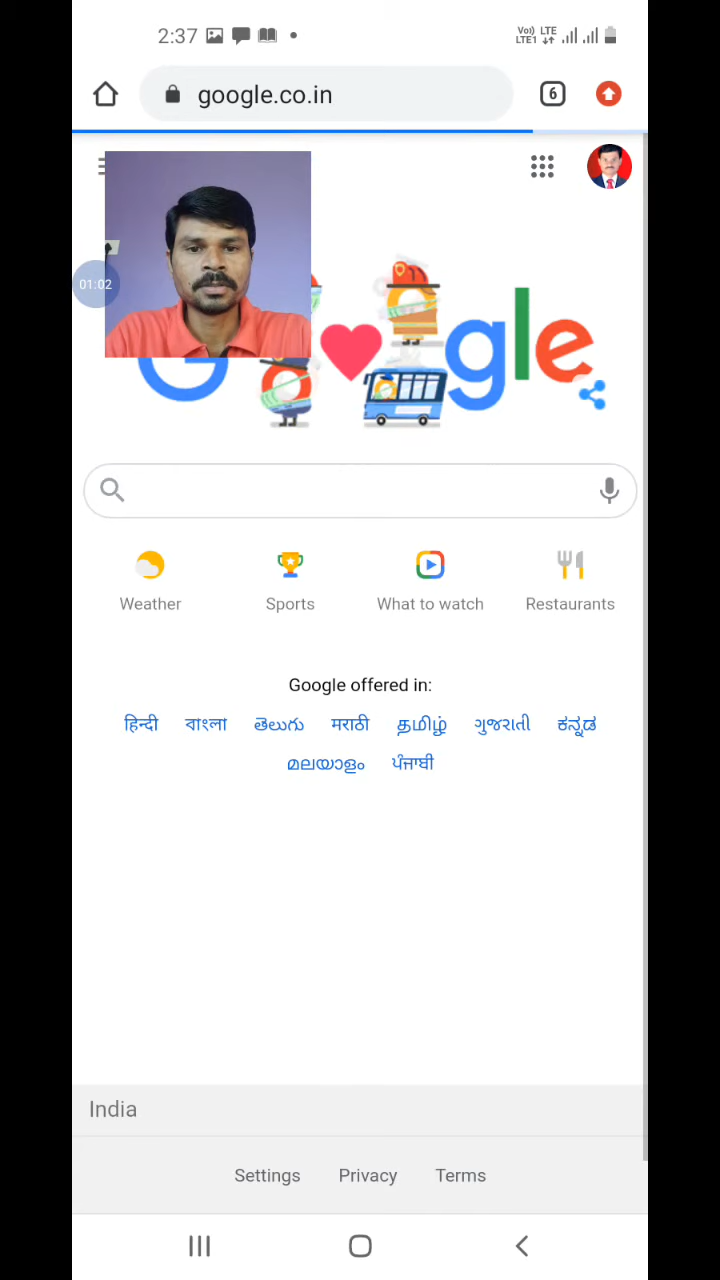 2:37
Vo) LTE
LTE1
google.co.in
6
01:02
G gle
Weather
Sports
What to watch
Restaurants
Google offered in:
हिन्दी বাংলা తెలుగు मराठी தமிழ் ગુજરાતી ಕನ್ನಡ
മലയാളം ਪੰਜਾਬੀ
India
Settings
Privacy
Terms